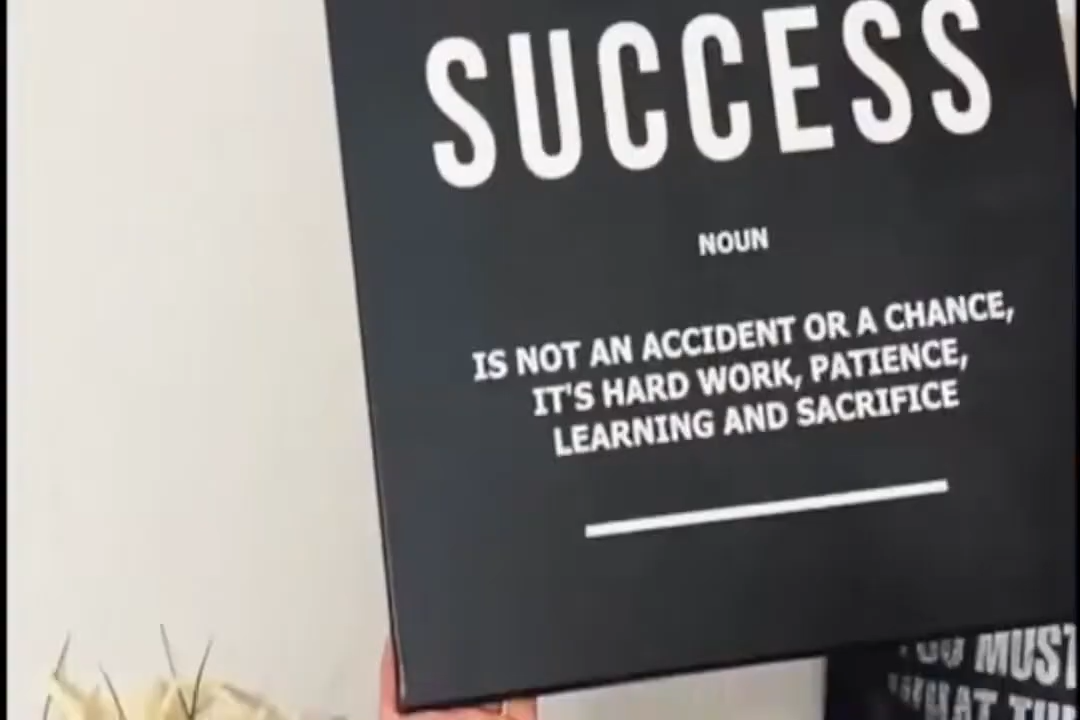 SUCCESS
NOUN
IS NOT AN ACCIDENT OR A CHANCE,
IT'S HARD WORK, PATIENCE,
LEARNING AND SACRIFICE
MUST